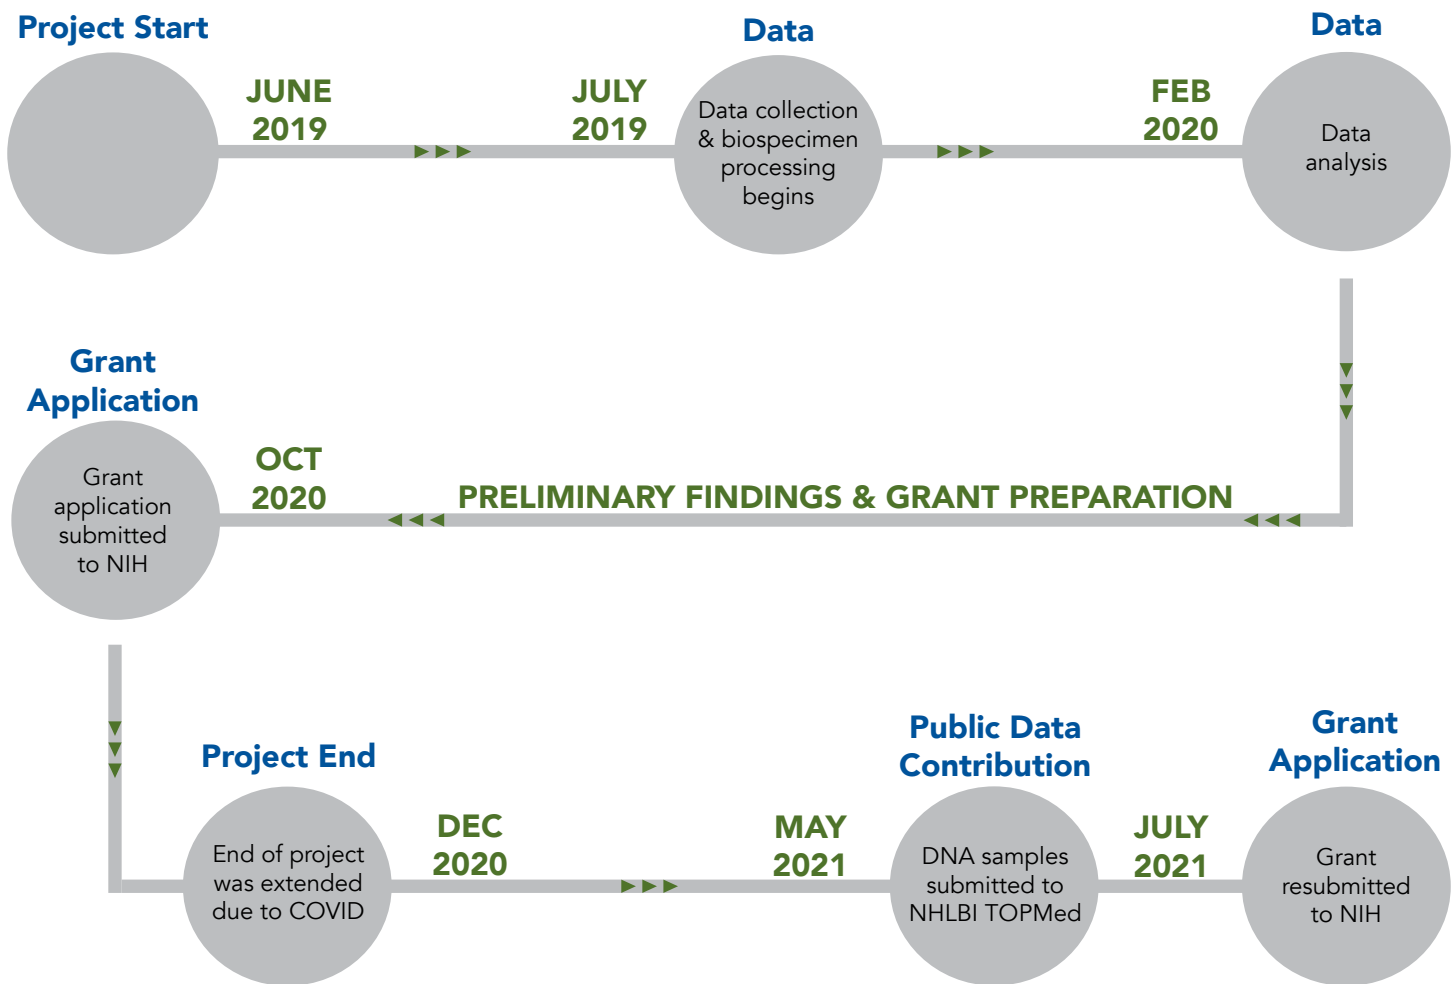 Project Start
JUNE
2019
JULY
2019
Data
Data collection
& biospecimen
processing
begins
FEB
2020
Data
Data
analysis
PRELIMINARY FINDINGS & GRANT PREPARATION
OCT
2020
Grant
Application
Grant
application
submitted
to NIH
Project End
End of project
was extended
due to COVID
DEC
2020
MAY
2021
Public Data
Contribution
DNA samples
submitted to
NHLBI TOPMed
JULY
2021
Grant
Application
Grant
resubmitted
to NIH